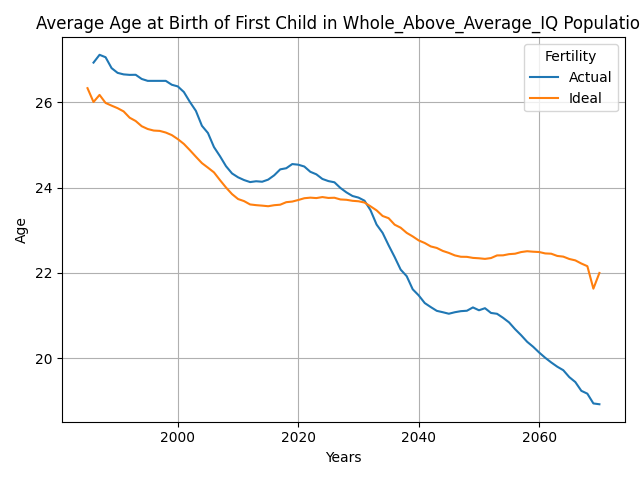 Average Age at Birth of First Child in Whole_Above_Average_IQ Populatio
Fertility
Actual
Ideal
26
24
22
20
Age
2000 2020 2040 2060
Years